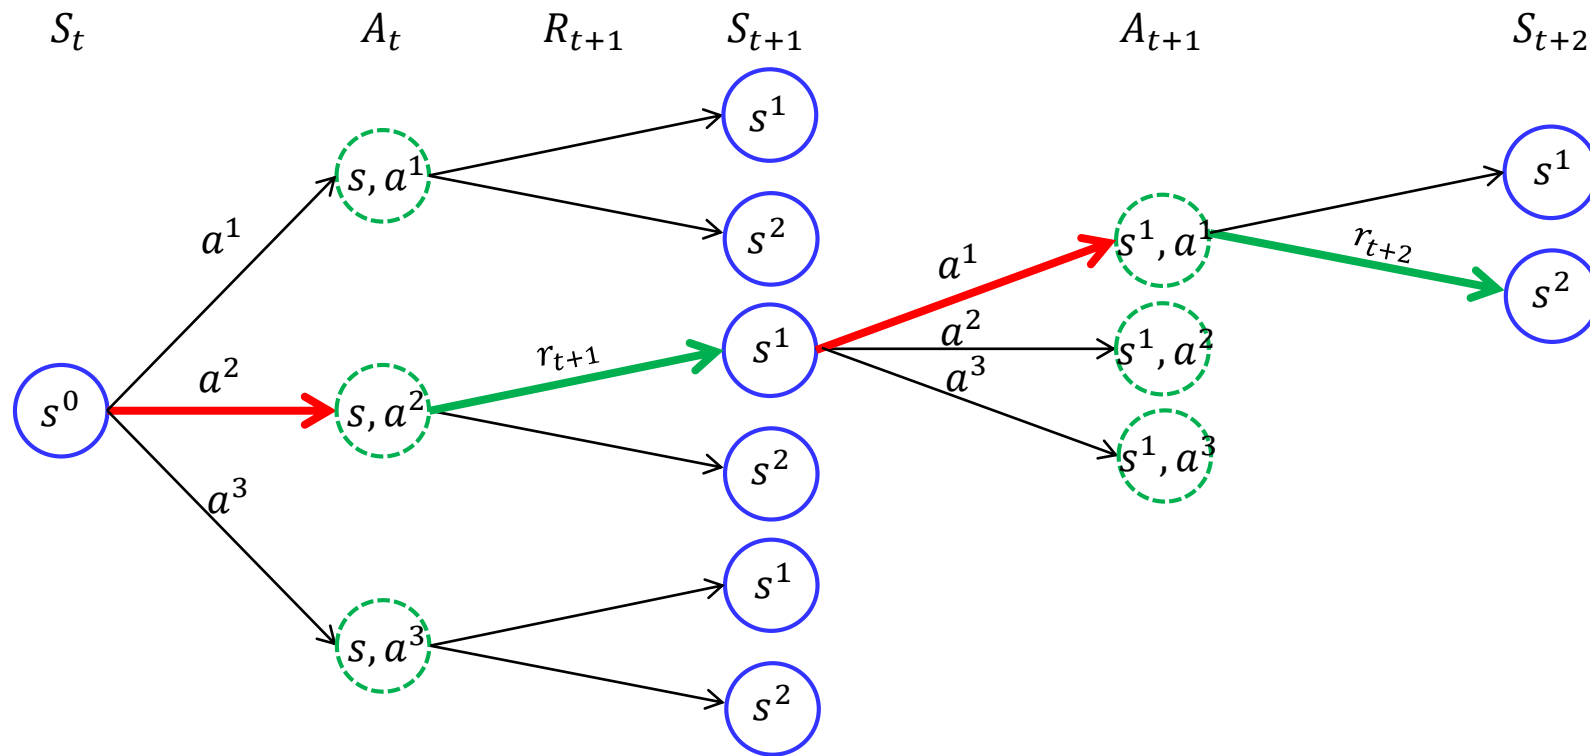 S_t A_t R_{t+1} S_{t+1} A_{t+1} S_{t+2}
s^1
s^1
s, a^1
a^1
s^2
s^1, a^1
r_{t+2}
a^1
s^2
r_{t+1}
s^1
a^2
s^1, a^2
a^2
a^3
s^0
s, a^2
s^1, a^3
s^2
a^3
s^1
s, a^3
s^2